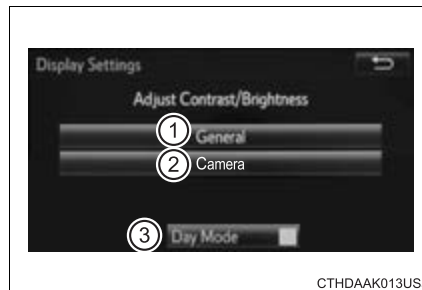 Display Settings
Adjust Contrast/Brightness
1 General
2 Camera
3 Day Mode
CTHDAAK013US